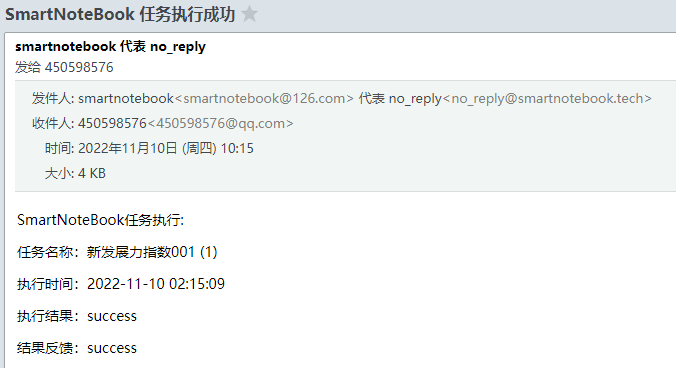 SmartNoteBook 任务执行成功
smartnotebook 代表 no_reply
发给 450598576
发件人: smartnotebook<smartnotebook@126.com> 代表 no_reply<no_reply@smartnotebook.tech>
收件人: 450598576<450598576@qq.com>
时间: 2022年11月10日 (周四) 10:15
大小: 4 KB
SmartNoteBook任务执行:
任务名称：新发展力指数001 (1)
执行时间：2022-11-10 02:15:09
执行结果：success
结果反馈：success